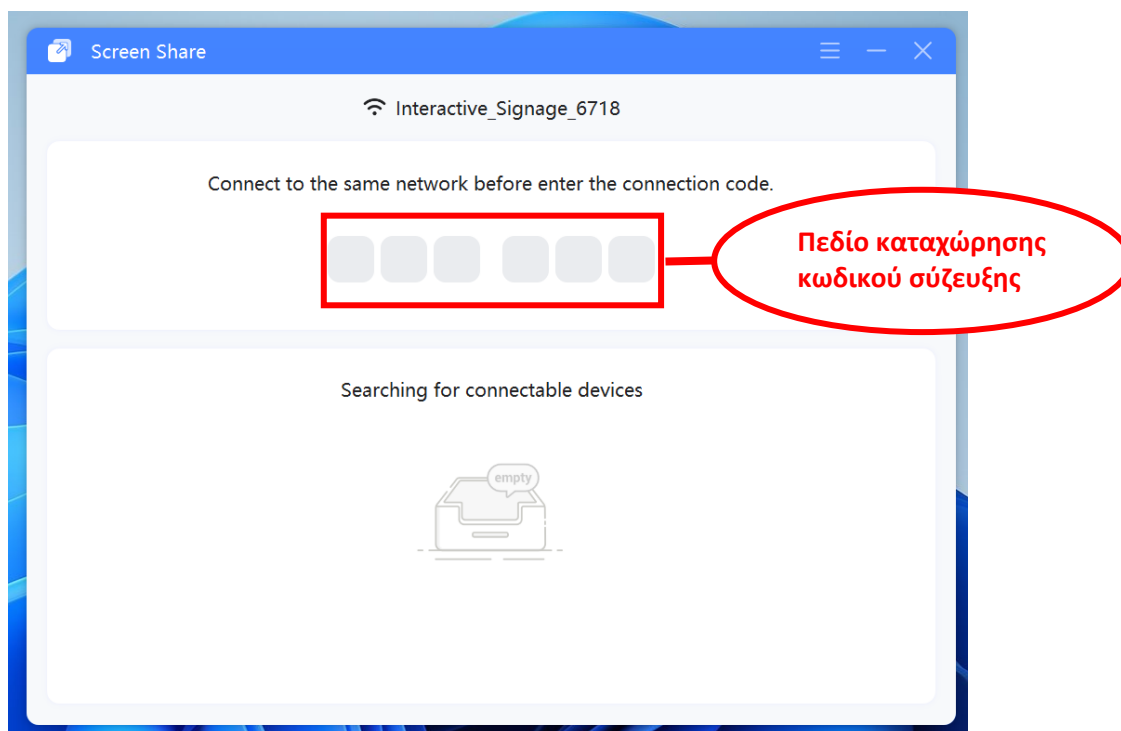 Screen Share
Interactive_Signage_6718
Connect to the same network before enter the connection code.
Πεδίο καταχώρησης
κωδικού σύζευξης
Searching for connectable devices
empty